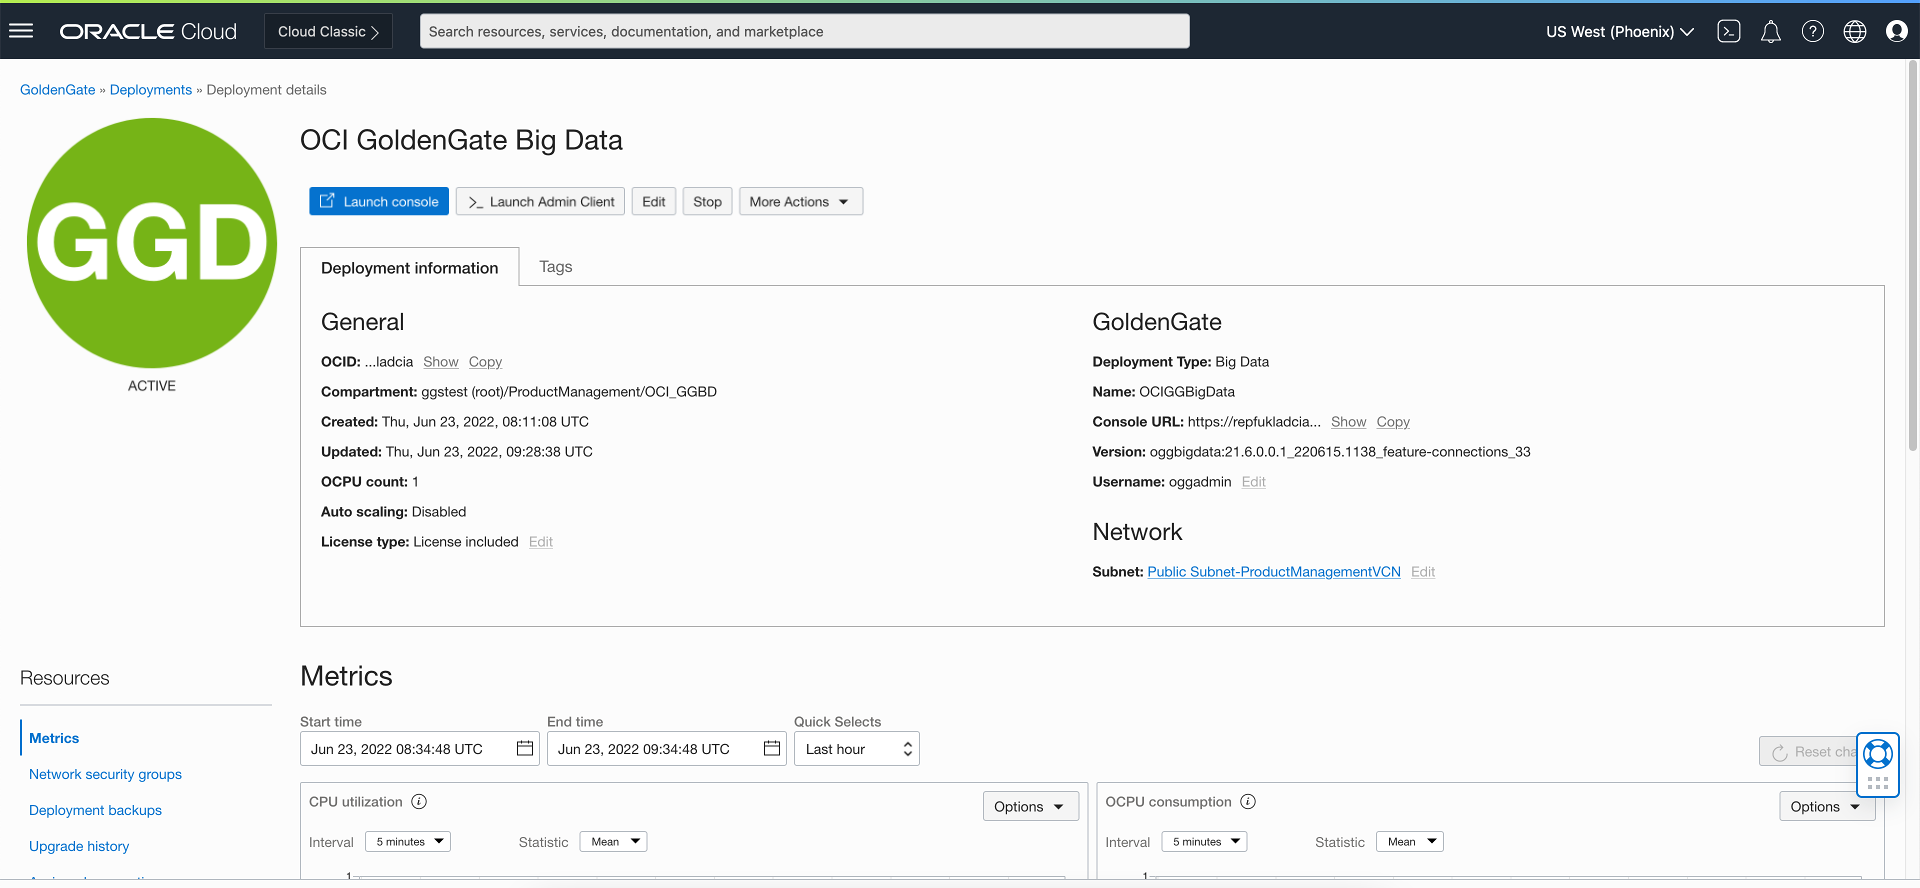 ORACLE Cloud
Cloud Classic
Search resources, services, documentation, and marketplace
US West (Phoenix)
GoldenGate » Deployments » Deployment details
GGD
ACTIVE
OCI GoldenGate Big Data
Launch console
>_ Launch Admin Client
Edit
Stop
More Actions
Deployment information
Tags
General
OCID: ...ladcia Show Copy
Compartment: ggstest (root)/ProductManagement/OCI_GGBD
Created: Thu, Jun 23, 2022, 08:11:08 UTC
Updated: Thu, Jun 23, 2022, 09:28:38 UTC
OCPU count: 1
Auto scaling: Disabled
License type: License included Edit
GoldenGate
Deployment Type: Big Data
Name: OCIGGBigData
Console URL: https://repfukladcia... Show Copy
Version: oggbigdata:21.6.0.0.1_220615.1138_feature-connections_33
Username: oggadmin Edit
Network
Subnet: Public Subnet-ProductManagementVCN Edit
Resources
Metrics
Network security groups
Deployment backups
Upgrade history
Metrics
Start time
Jun 23, 2022 08:34:48 UTC
End time
Jun 23, 2022 09:34:48 UTC
Quick Selects
Last hour
Reset cha
CPU utilization
Options
Interval 5 minutes
Statistic Mean
1
OCPU consumption
Options
Interval 5 minutes
Statistic Mean
1